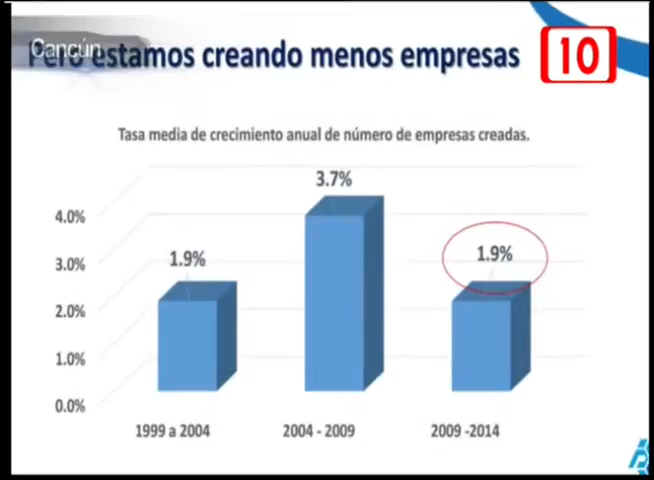 Cancún
Pero estamos creando menos empresas
10
Tasa media de crecimiento anual de número de empresas creadas.
3.7%
4.0%
1.9%
1.9%
3.0%
2.0%
1.0%
0.0%
1999 a 2004
2004 - 2009
2009 -2014